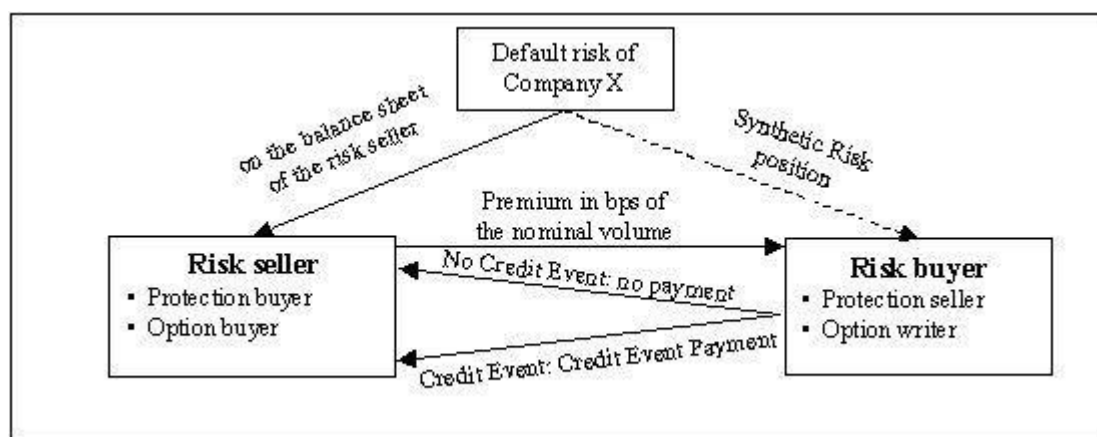 Default risk of
Company X
on the balance sheet
of the risk seller
Synthetic Risk
position
Premium in bps of
the nominal volume
Risk seller
▪ Protection buyer
▪ Option buyer
No Credit Event: no payment
Risk buyer
▪ Protection seller
▪ Option writer
Credit Event: Credit Event Payment